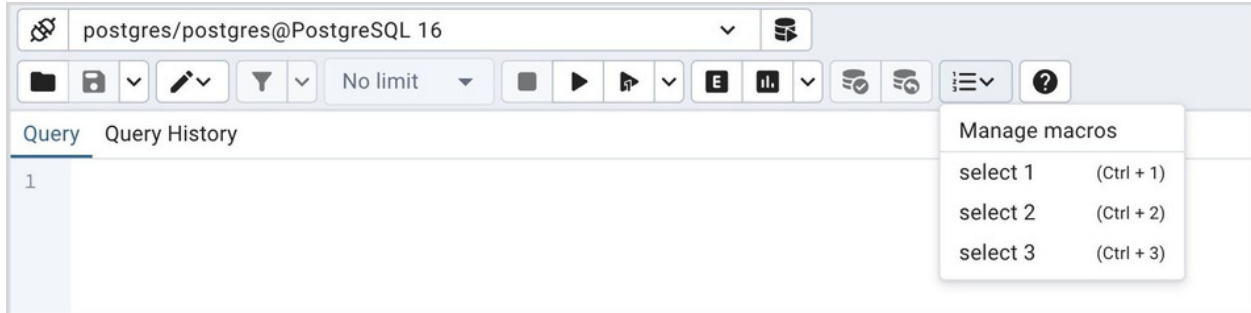 postgres/postgres@PostgreSQL 16
No limit
E
Manage macros
Query Query History
select 1 (Ctrl + 1)
1
select 2 (Ctrl + 2)
select 3 (Ctrl + 3)